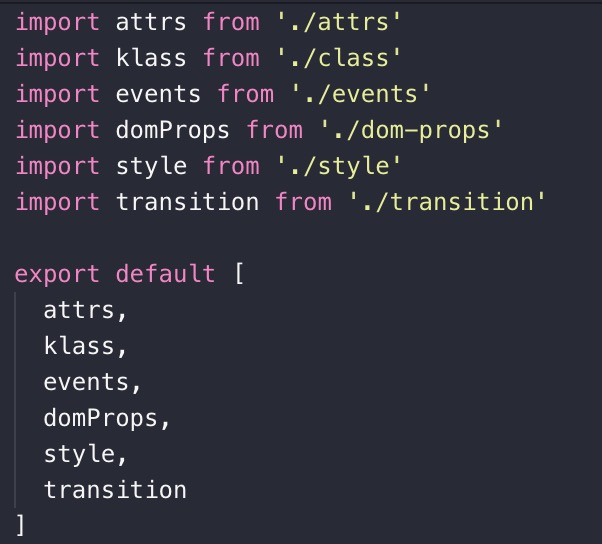 import attrs from './attrs'
import klass from './class'
import events from './events'
import domProps from './dom-props'
import style from './style'
import transition from './transition'

export default [
  attrs,
  klass,
  events,
  domProps,
  style,
  transition
]